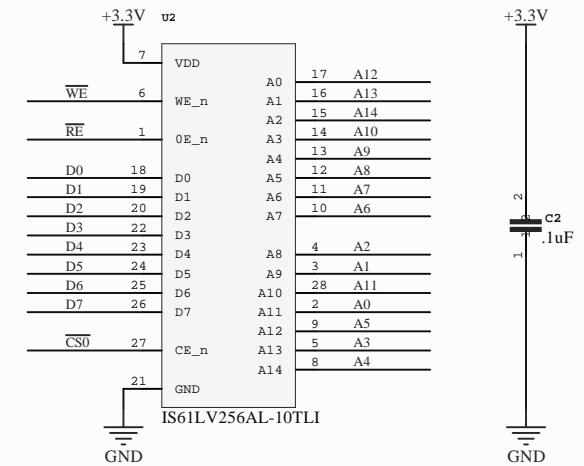 +3.3V U2 +3.3V
7 VDD
A0 17 A12
WE 6 WE_n A1 16 A13
A2 15 A14
RE 1 0E_n A3 14 A10
A4 13 A9
D0 18 D0 A5 12 A8
D1 19 D1 A6 11 A7
D2 20 D2 A7 10 A6
D3 22 D3
D4 23 D4 A8 4 A2
D5 24 D5 A9 3 A1
D6 25 D6 A10 28 A11
D7 26 D7 A11 2 A0
A12 9 A5
CS0 27 CE_n A13 5 A3
A14 8 A4
21 GND
IS61LV256AL-10TLI
GND
2
C2
.1uF
1
GND